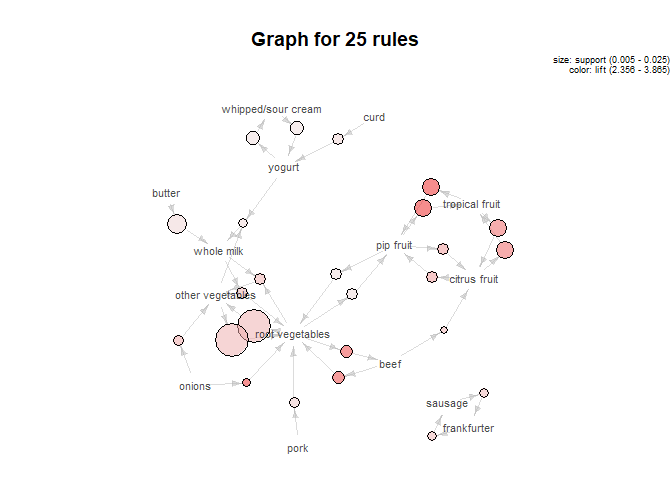 Graph for 25 rules
size: support (0.005 - 0.025)
color: lift (2.356 - 3.865)
whipped/sour cream
curd
yogurt
butter
tropical fruit
pip fruit
whole milk
citrus fruit
other vegetables
root vegetables
beef
onions
sausage
frankfurter
pork